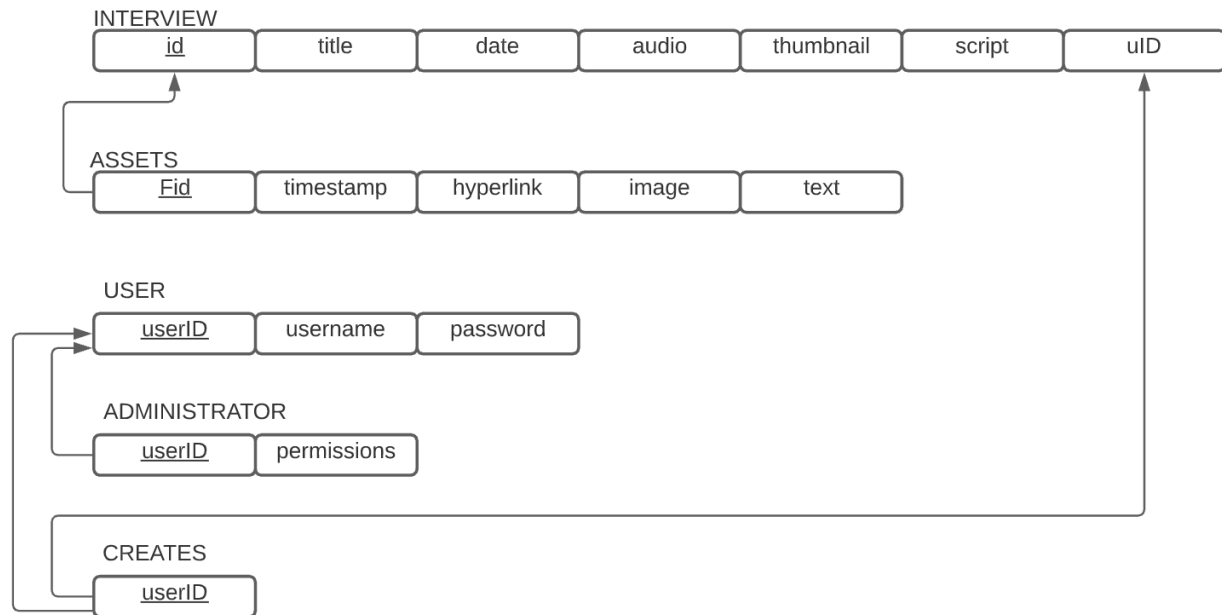 INTERVIEW
id title date audio thumbnail script uID
ASSETS
Fid timestamp hyperlink image text
USER
userID username password
ADMINISTRATOR
userID permissions
CREATES
userID